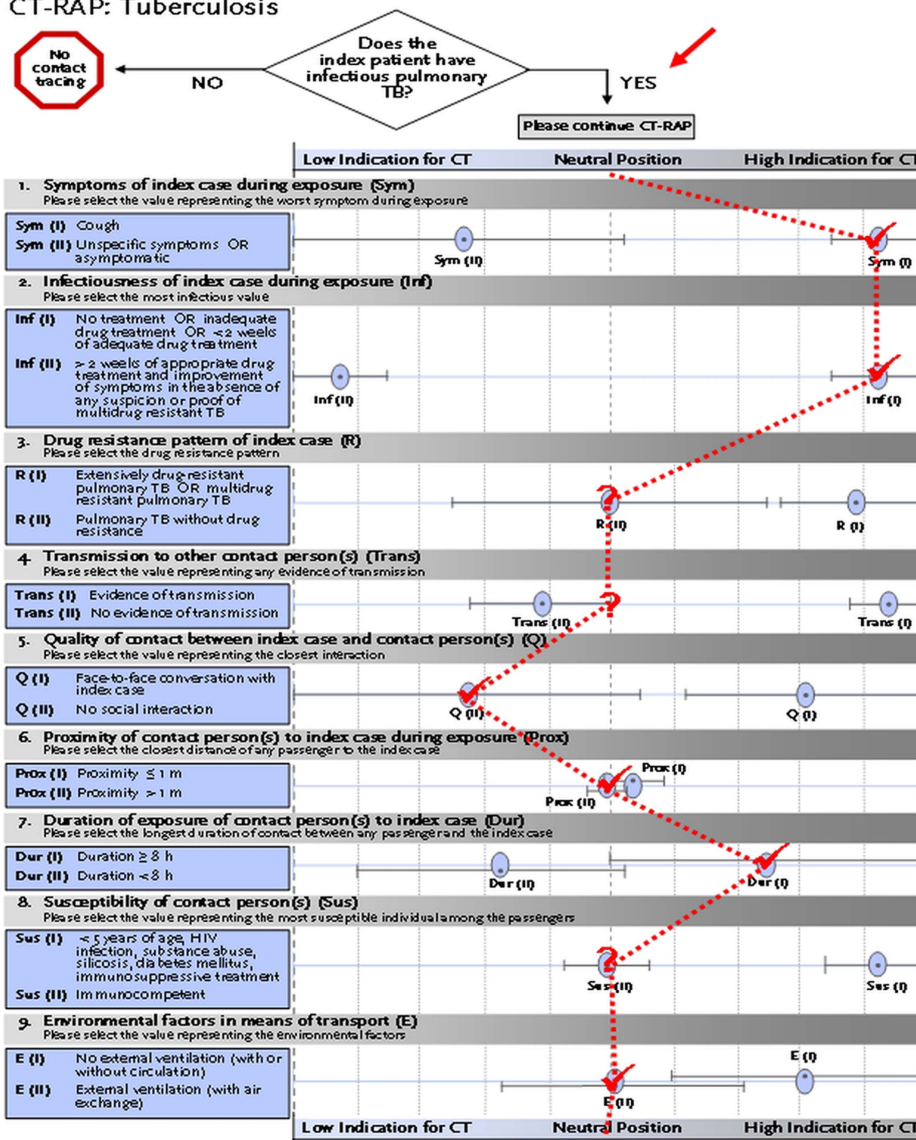 CT-RAP: Tuberculosis
No
contact
tracing
NO
Does the
index patient have
infectious pulmonary
TB?
YES
Please continue CT-RAP
Low Indication for CT Neutral Position High Indication for CT
1. Symptoms of index case during exposure (Sym)
Please select the value representing the worst symptom during exposure
Sym (I) Cough
Sym (II) Unspecific symptoms OR
asymptomatic
Sym (II)
Sym (I)
2. Infectiousness of index case during exposure (Inf)
Please select the most infectious value
Inf (I) No treatment OR inadequate
drug treatment OR <2 weeks
of adequate drug treatment
Inf (II) >2 weeks of appropriate drug
treatment and improvement
of symptoms in the absence of
any suspicion or proof of
multidrug resistant TB
Inf (II)
Inf (I)
3. Drug resistance pattern of index case (R)
Please select the drug resistance pattern
R (I) Extensively drug-resistant
pulmonary TB OR multidrug
resistant pulmonary TB
R (II) Pulmonary TB without drug
resistance
?
R (II)
R (I)
4. Transmission to other contact person(s) (Trans)
Please select the value representing any evidence of transmission
Trans (I) Evidence of transmission
Trans (II) No evidence of transmission
?
Trans (II)
Trans (I)
5. Quality of contact between index case and contact person(s) (Q)
Please select the value representing the closest interaction
Q (I) Face-to-face conversation with
index case
Q (II) No social interaction
Q (II)
Q (I)
6. Proximity of contact person(s) to index case during exposure (Prox)
Please select the closest distance of any passenger to the index case
Prox (I) Proximity ≤ 1 m
Prox (II) Proximity > 1 m
Prox (I)
Prox (II)
7. Duration of exposure of contact person(s) to index case (Dur)
Please select the longest duration of contact between any passenger and the index case
Dur (I) Duration ≥ 8 h
Dur (II) Duration < 8 h
Dur (II)
Dur (I)
8. Susceptibility of contact person(s) (Sus)
Please select the value representing the most susceptible individual among the passengers
Sus (I) < 5 years of age, HIV
infection, substance abuse,
silicosis, diabetes mellitus,
immunosuppressive treatment
Sus (II) Immunocompetent
?
Sus (II)
Sus (I)
9. Environmental factors in means of transport (E)
Please select the value representing the environmental factors
E (I) No external ventilation (with or
without circulation)
E (II) External ventilation (with air
exchange)
E (I)
E (II)
Low Indication for CT Neutral Position High Indication for CT